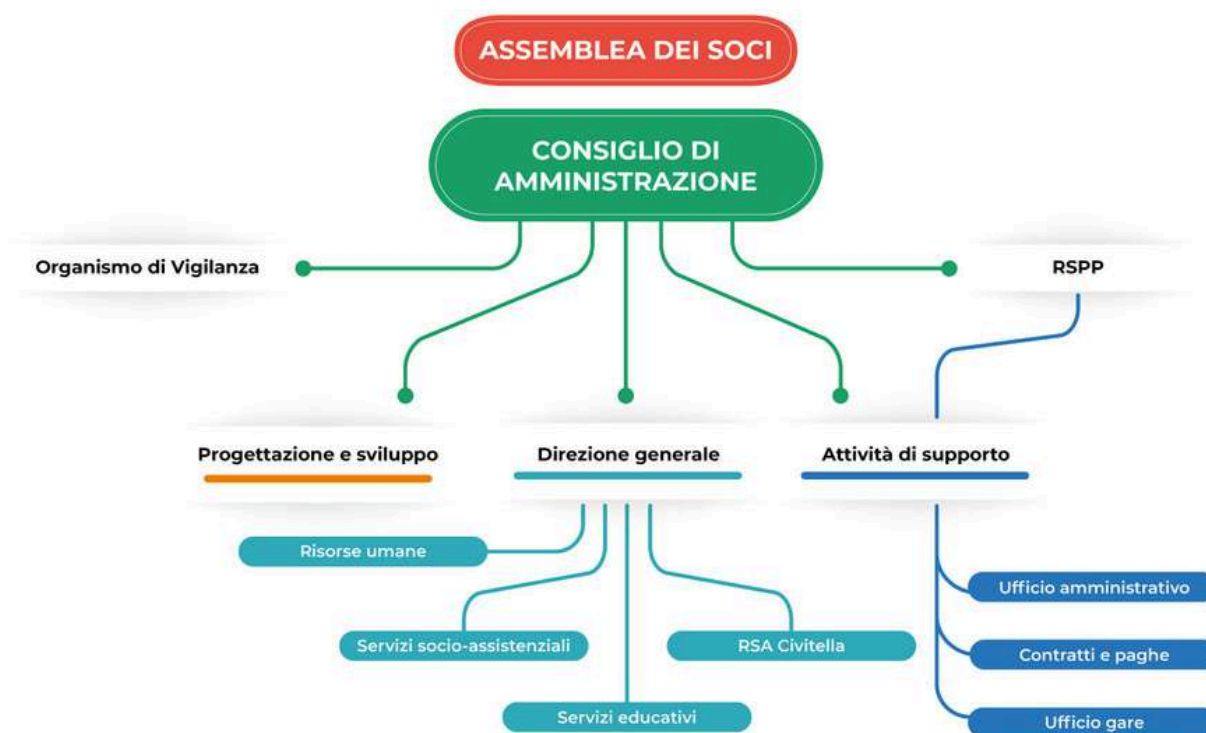 ASSEMBLEA DEI SOCI
CONSIGLIO DI
AMMINISTRAZIONE
Organismo di Vigilanza
RSPP
Progettazione e sviluppo
Direzione generale
Attività di supporto
Risorse umane
Servizi socio-assistenziali
RSA Civitella
Servizi educativi
Ufficio amministrativo
Contratti e paghe
Ufficio gare